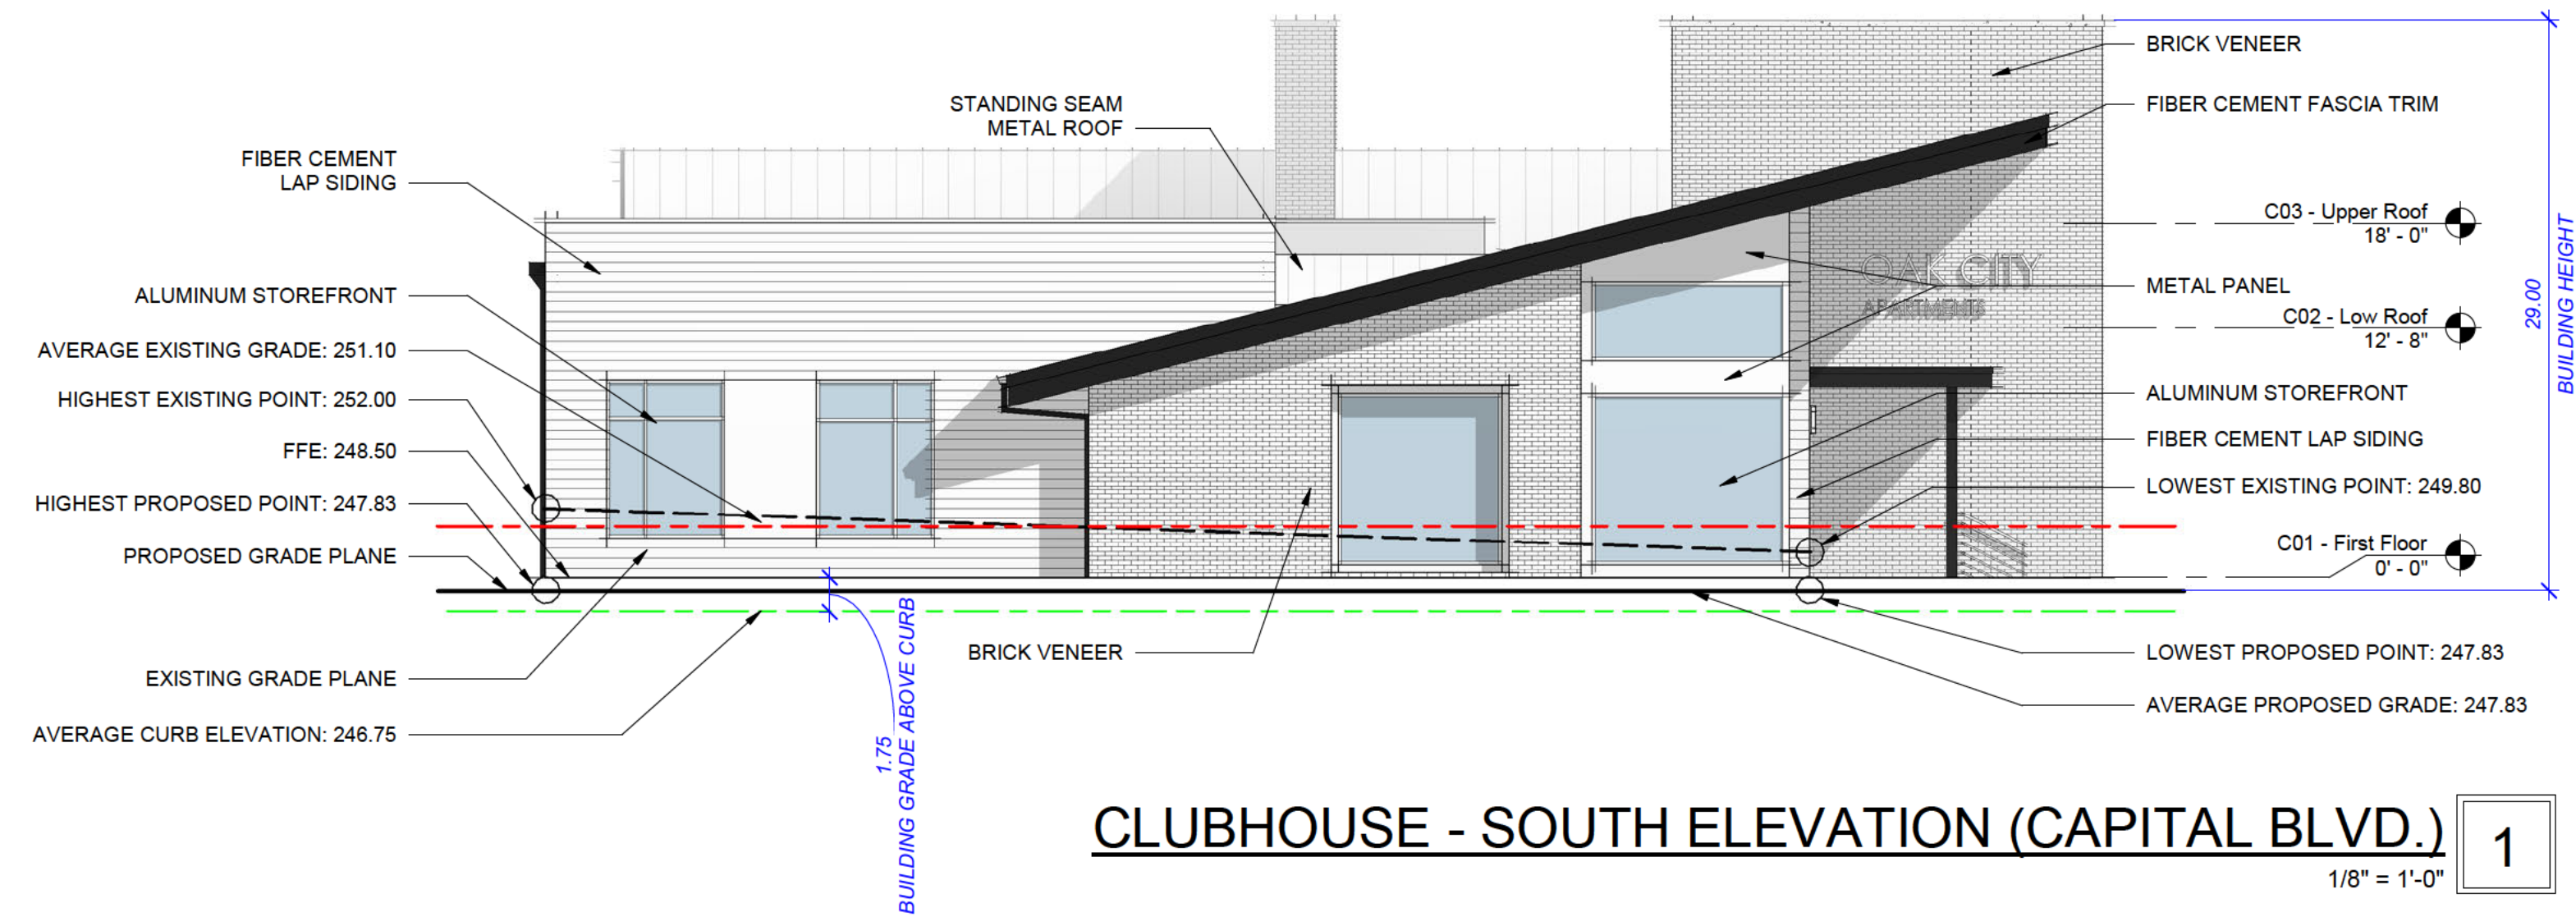 STANDING SEAM
METAL ROOF
FIBER CEMENT
LAP SIDING
ALUMINUM STOREFRONT
AVERAGE EXISTING GRADE: 251.10
HIGHEST EXISTING POINT: 252.00
FFE: 248.50
HIGHEST PROPOSED POINT: 247.83
PROPOSED GRADE PLANE
EXISTING GRADE PLANE
AVERAGE CURB ELEVATION: 246.75
1.75
BUILDING GRADE ABOVE CURB
BRICK VENEER
OAK CITY
APARTMENTS
BRICK VENEER
FIBER CEMENT FASCIA TRIM
C03 - Upper Roof
18' - 0"
METAL PANEL
C02 - Low Roof
12' - 8"
ALUMINUM STOREFRONT
FIBER CEMENT LAP SIDING
LOWEST EXISTING POINT: 249.80
C01 - First Floor
0' - 0"
LOWEST PROPOSED POINT: 247.83
AVERAGE PROPOSED GRADE: 247.83
29.00
BUILDING HEIGHT
CLUBHOUSE - SOUTH ELEVATION (CAPITAL BLVD.)
1
1/8" = 1'-0"